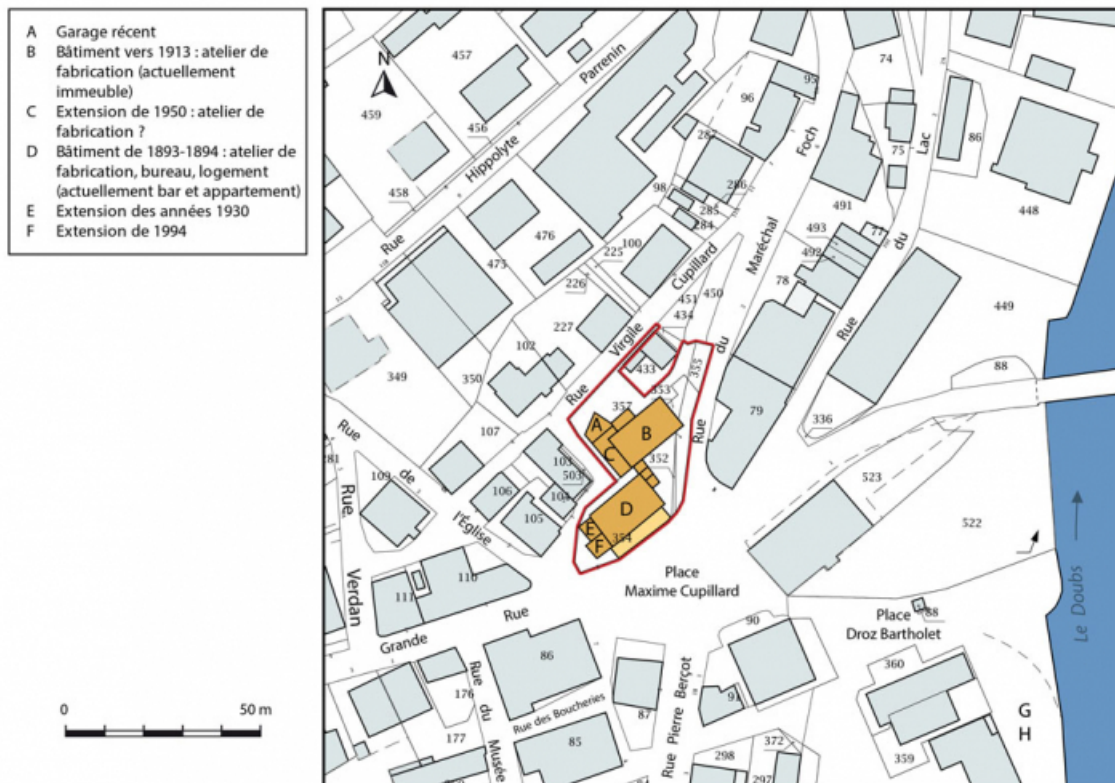 A Garage récent
B Bâtiment vers 1913 : atelier de
fabrication (actuellement
immeuble)
C Extension de 1950 : atelier de
fabrication ?
D Bâtiment de 1893-1894 : atelier de
fabrication, bureau, logement
(actuellement bar et appartement)
E Extension des années 1930
F Extension de 1994
N
457
459
456
458
Rue Hippolyte Parrenin
96
95
74
287
286
285
284
98
75
86
448
Rue du Lac
491
493
492
77
78
Rue du Maréchal Foch
476
475
225
100
226
227
Rue Virgile Cupillard
451
450
434
433
355
353
357
A
B
C
352
D
E
F
354
449
88
336
79
102
350
349
107
103
503
104
106
105
109
281
Rue de l'Église
Rue Verdan
523
522
Le Doubs
110
111
Grande Rue
Place
Maxime Cupillard
Place
Droz Bartholet
88
90
91
86
87
85
176
177
Rue du Musée
Rue des Boucheries
Rue Pierre Berçot
298
372
297
360
359
G
H
0 50 m